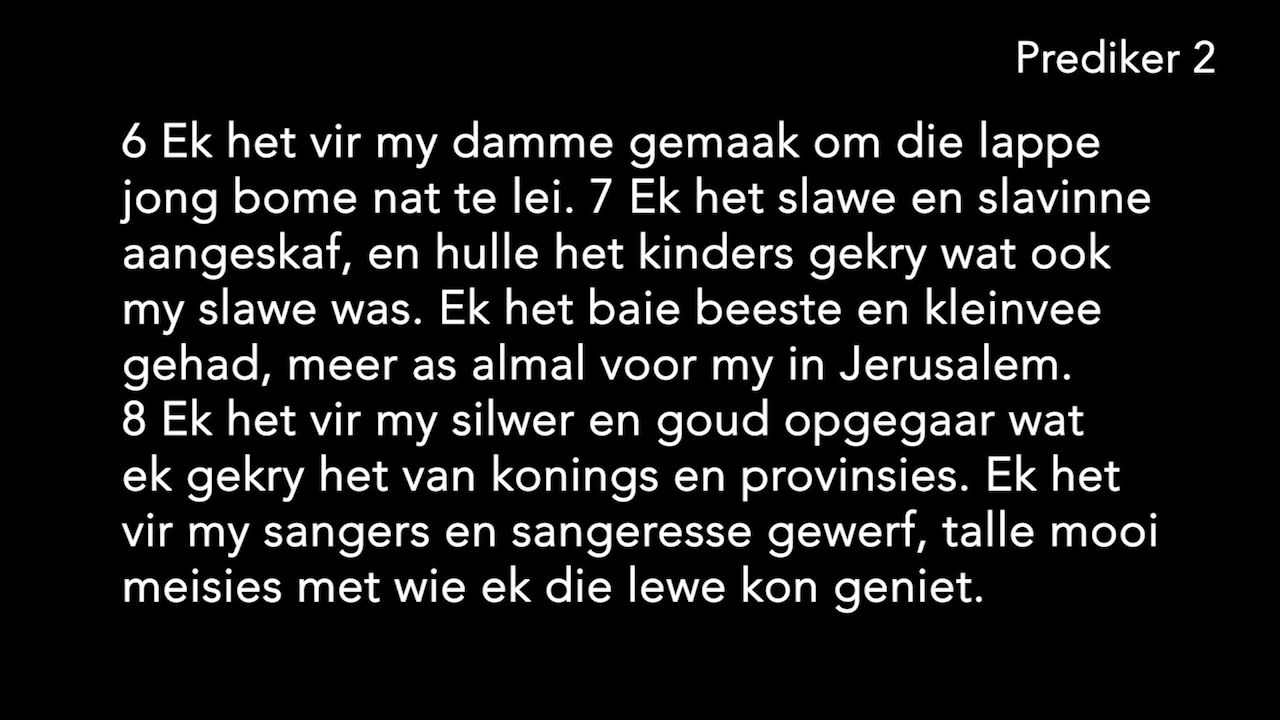 Prediker 2
6 Ek het vir my damme gemaak om die lappe
jong bome nat te lei. 7 Ek het slawe en slavinne
aangeskaf, en hulle het kinders gekry wat ook
my slawe was. Ek het baie beeste en kleinvee
gehad, meer as almal voor my in Jerusalem.
8 Ek het vir my silwer en goud opgegaar wat
ek gekry het van konings en provinsies. Ek het
vir my sangers en sangeresse gewerf, talle mooi
meisies met wie ek die lewe kon geniet.